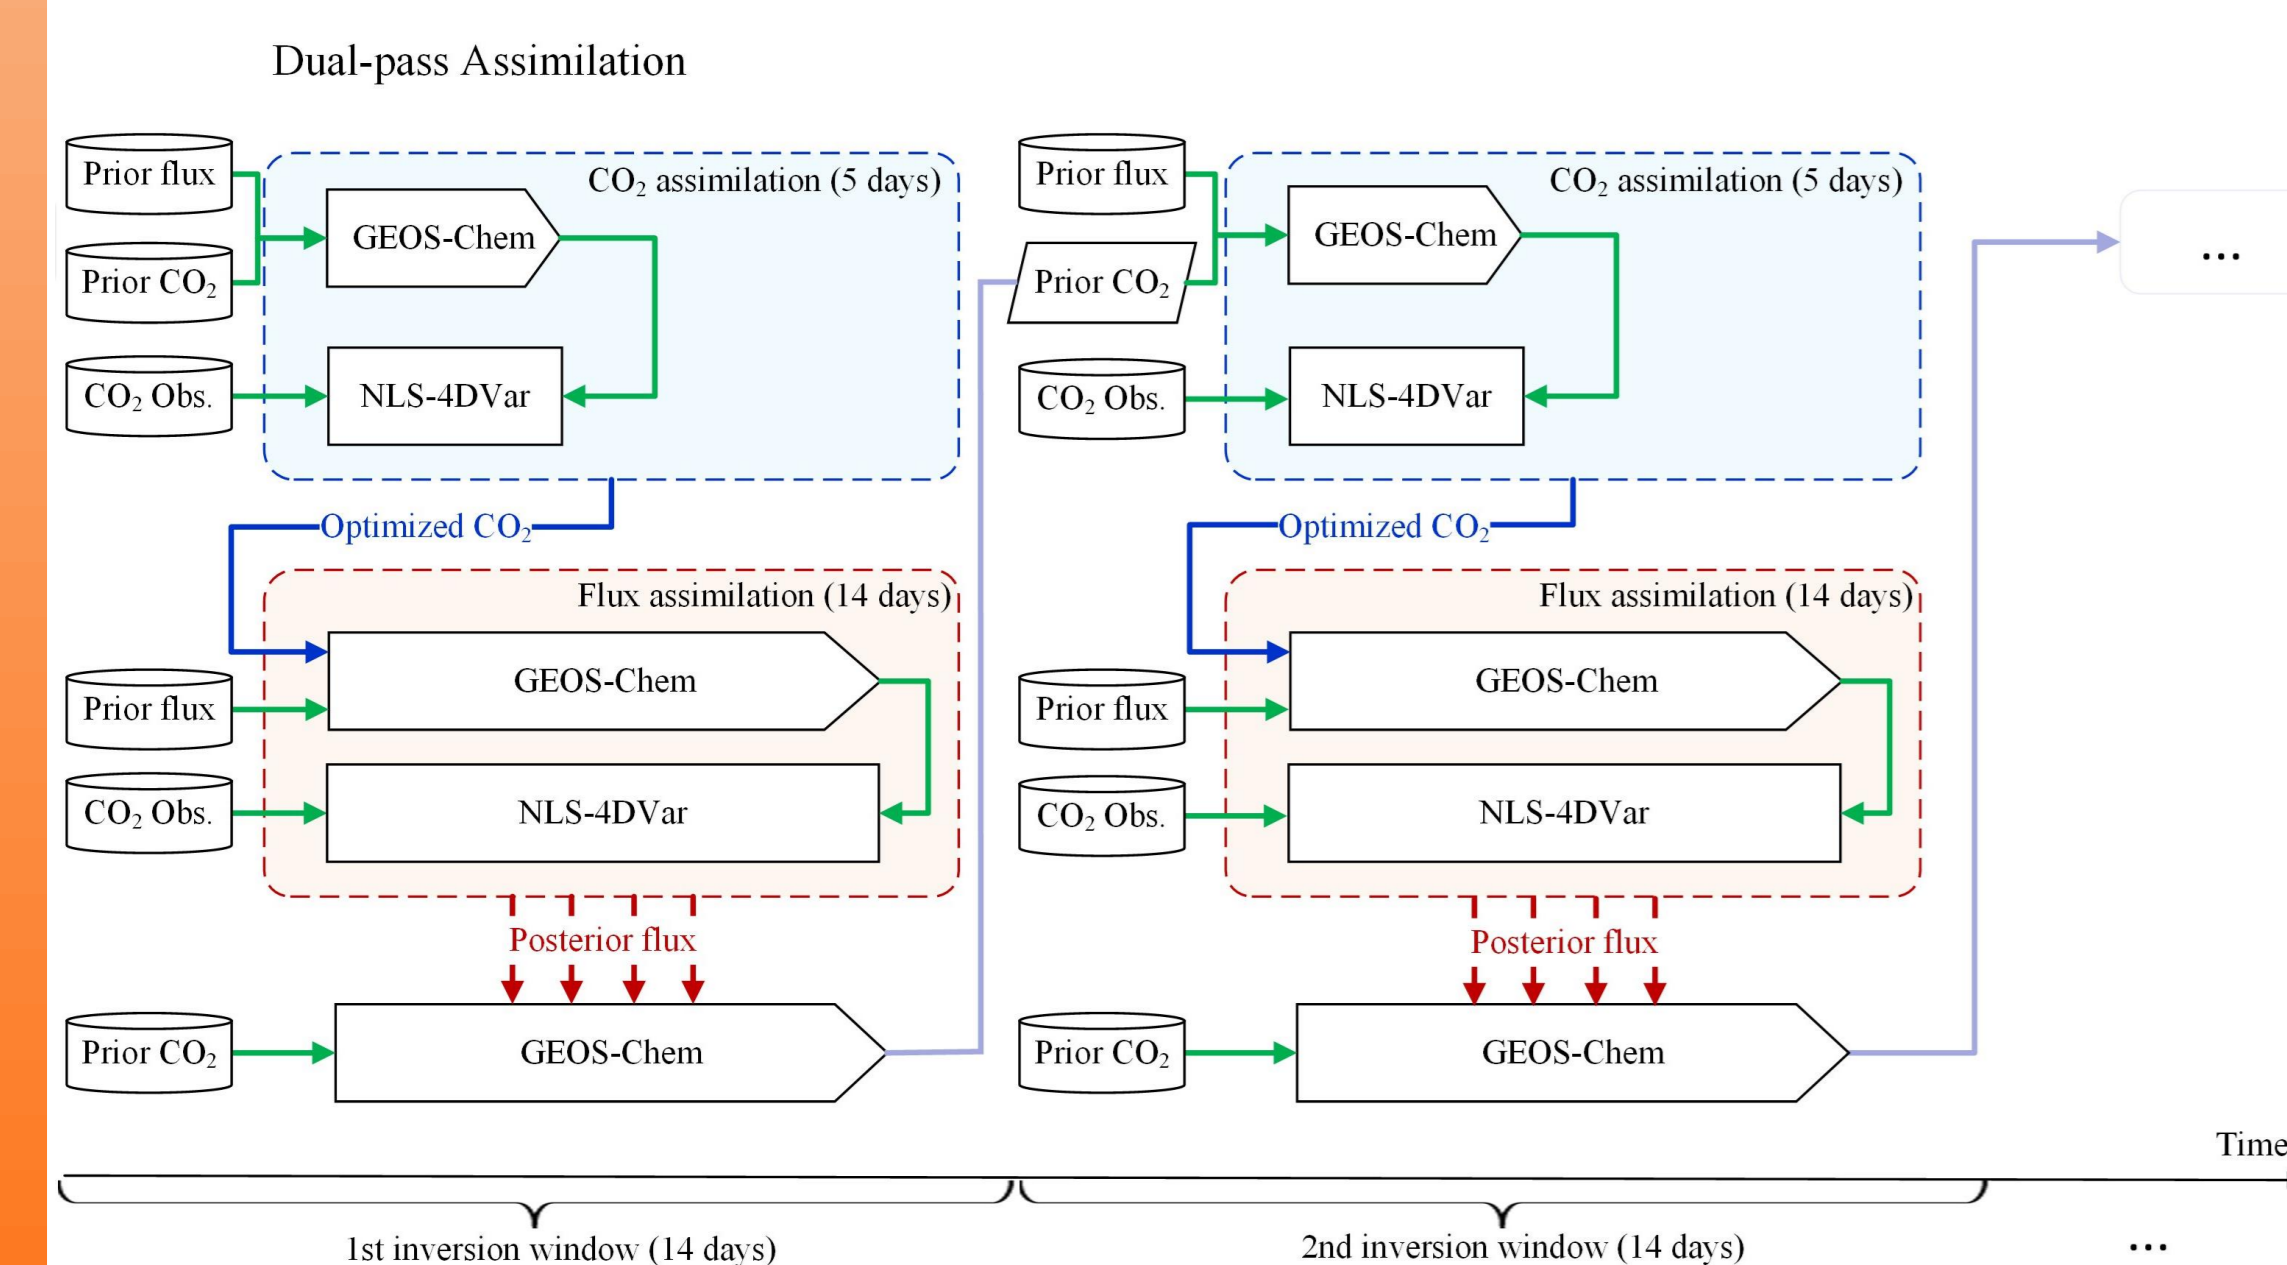 Dual-pass Assimilation
Prior flux
Prior CO₂
CO₂ Obs.
CO₂ assimilation (5 days)
GEOS-Chem
NLS-4DVar
Optimized CO₂
Flux assimilation (14 days)
Prior flux
GEOS-Chem
CO₂ Obs.
NLS-4DVar
Posterior flux
Prior CO₂
GEOS-Chem
1st inversion window (14 days)
Prior flux
Prior CO₂
CO₂ Obs.
CO₂ assimilation (5 days)
GEOS-Chem
NLS-4DVar
Optimized CO₂
Flux assimilation (14 days)
Prior flux
GEOS-Chem
CO₂ Obs.
NLS-4DVar
Posterior flux
Prior CO₂
GEOS-Chem
2nd inversion window (14 days)
...
Time
...